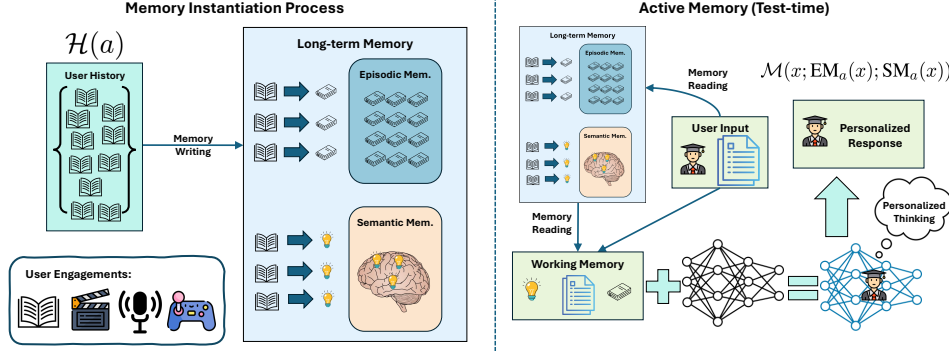 Memory Instantiation Process
ℋ(a)
User History
Memory
Writing
Long-term Memory
Episodic Mem.
Semantic Mem.
User Engagements:
Active Memory (Test-time)
Long-term Memory
Episodic Mem.
Semantic Mem.
Memory
Reading
User Input
ℳ(x; EMₐ(x); SMₐ(x))
Personalized
Response
Personalized
Thinking
Memory
Reading
Working Memory